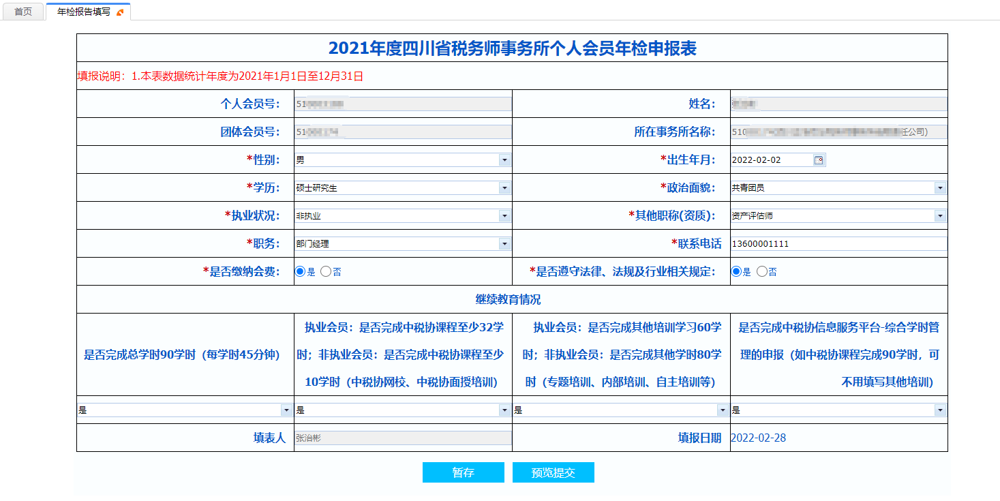 首页 年检报告填写
2021年度四川省税务师事务所个人会员年检申报表
填报说明：1.本表数据统计年度为2021年1月1日至12月31日
个人会员号： 51 姓名：
团体会员号： 51 所在事务所名称： 510 任公司)
*性别： 男 *出生年月： 2022-02-02
*学历： 硕士研究生 *政治面貌： 共青团员
*执业状况： 非执业 *其他职称(资质)： 资产评估师
*职务： 部门经理 *联系电话 13600001111
*是否缴纳会费： 是 否 *是否遵守法律、法规及行业相关规定： 是 否
继续教育情况
是否完成总学时90学时（每学时45分钟）
执业会员：是否完成中税协课程至少32学
时；非执业会员：是否完成中税协课程至少
10学时（中税协网校、中税协面授培训）
执业会员：是否完成其他培训学习60学
时；非执业会员：是否完成其他学时80学
时（专题培训、内部培训、自主培训等）
是否完成中税协信息服务平台-综合学时管
理的申报（如中税协课程完成90学时，可
不用填写其他培训）
是 是 是 是
填表人 张治彬 填报日期 2022-02-28
暂存 预览提交